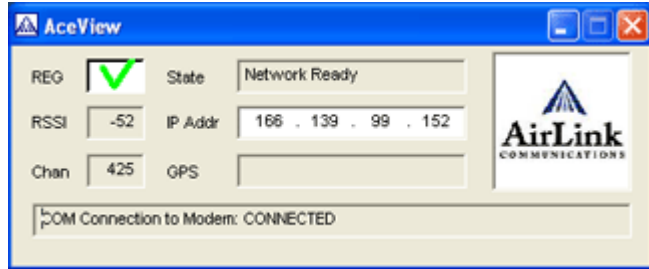 AceView
REG State Network Ready
RSSI -52 IP Addr 166 . 139 . 99 . 152
Chan 425 GPS
AirLink
COMMUNICATIONS
COM Connection to Modem: CONNECTED